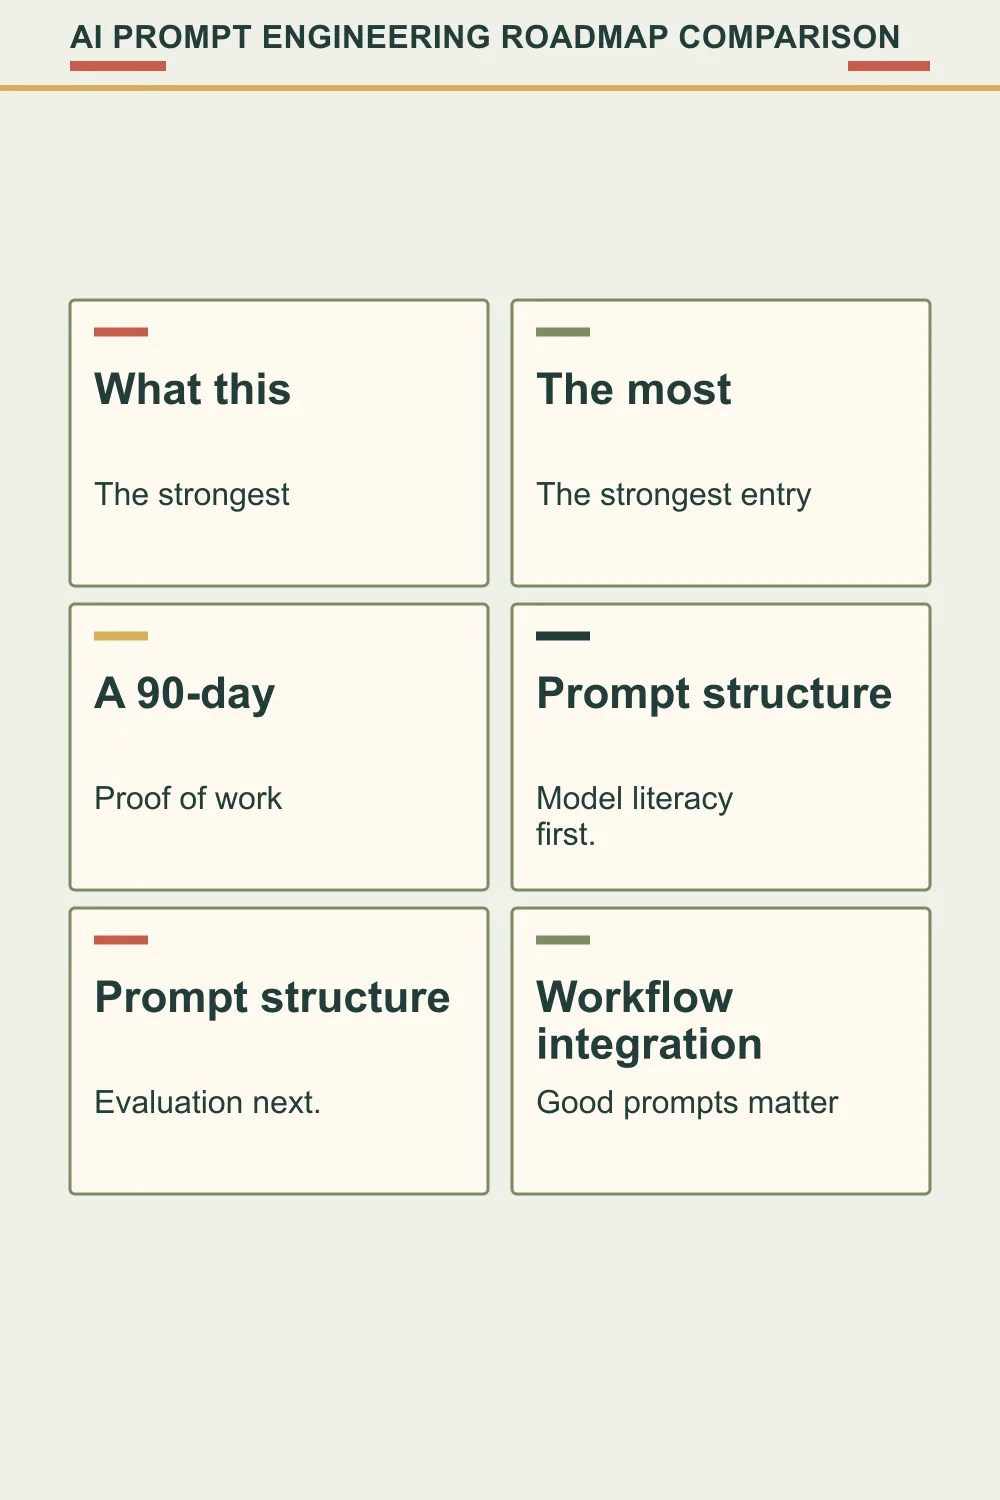 AI PROMPT ENGINEERING ROADMAP COMPARISON
What this
The strongest
The most
The strongest entry
A 90-day
Proof of work
Prompt structure
Model literacy
first.
Prompt structure
Evaluation next.
Workflow
integration
Good prompts matter